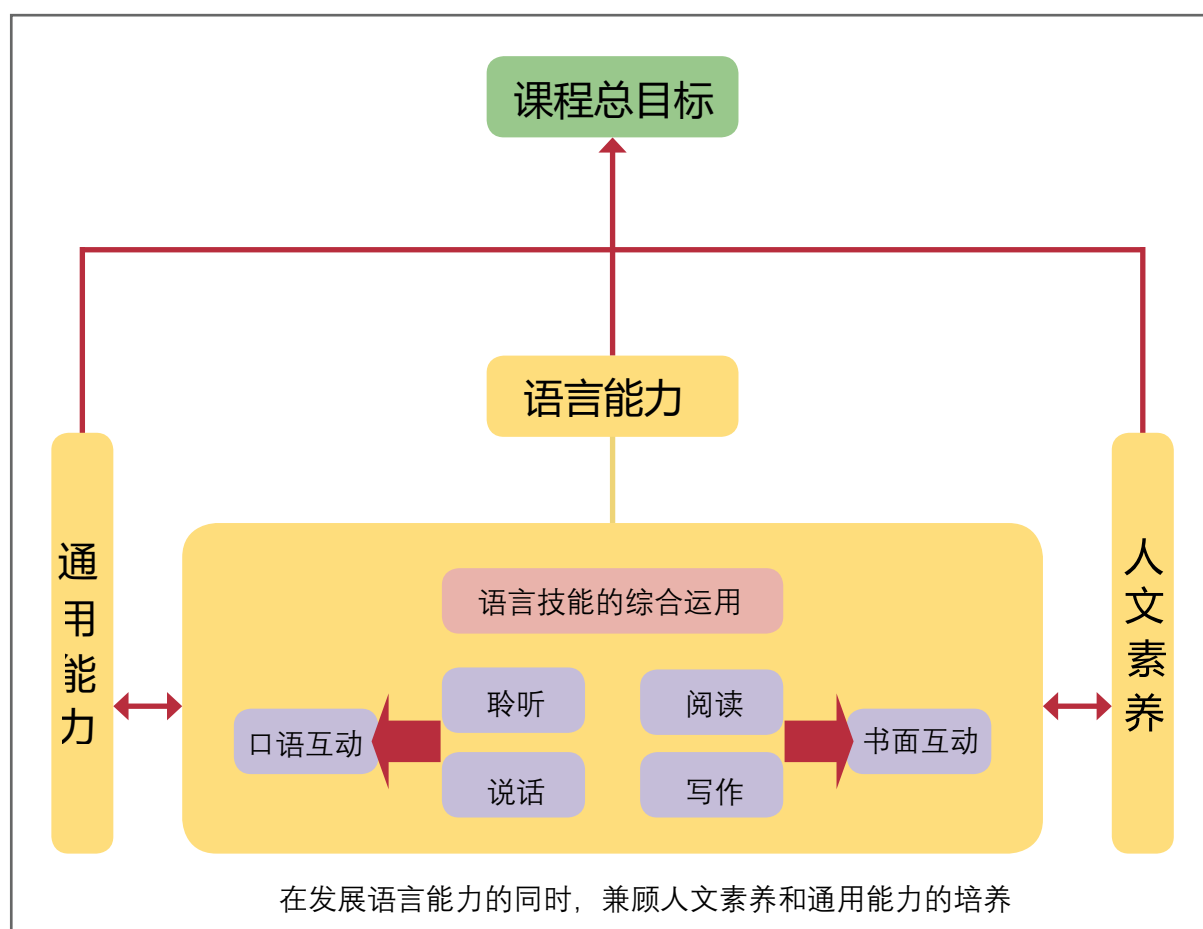 课程总目标
语言能力
通用能力
人文素养
语言技能的综合运用
聆听
阅读
口语互动
书面互动
说话
写作
在发展语言能力的同时，兼顾人文素养和通用能力的培养